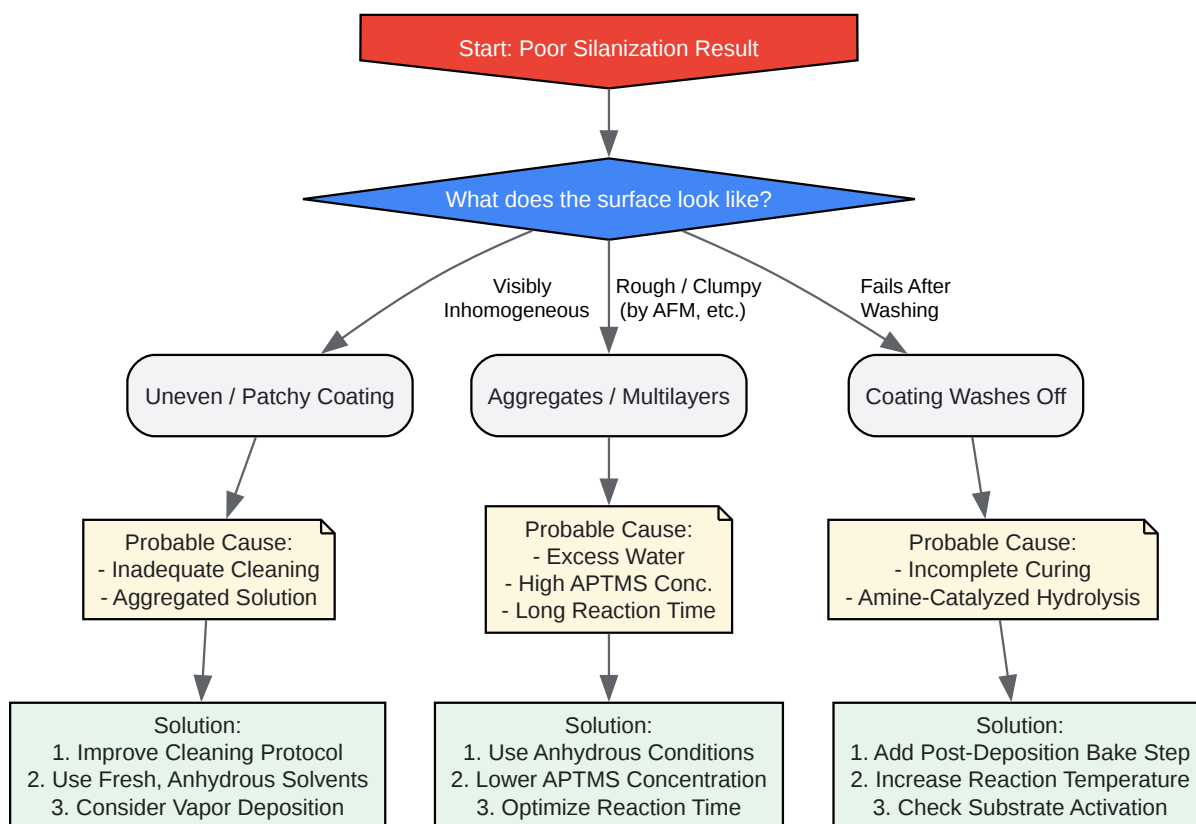 Start: Poor Silanization Result
What does the surface look like?
Visibly
Inhomogeneous
Rough / Clumpy
(by AFM, etc.)
Fails After
Washing
Uneven / Patchy Coating
Aggregates / Multilayers
Coating Washes Off
Probable Cause:
- Inadequate Cleaning
- Aggregated Solution
Probable Cause:
- Excess Water
- High APTMS Conc.
- Long Reaction Time
Probable Cause:
- Incomplete Curing
- Amine-Catalyzed Hydrolysis
Solution:
1. Improve Cleaning Protocol
2. Use Fresh, Anhydrous Solvents
3. Consider Vapor Deposition
Solution:
1. Use Anhydrous Conditions
2. Lower APTMS Concentration
3. Optimize Reaction Time
Solution:
1. Add Post-Deposition Bake Step
2. Increase Reaction Temperature
3. Check Substrate Activation